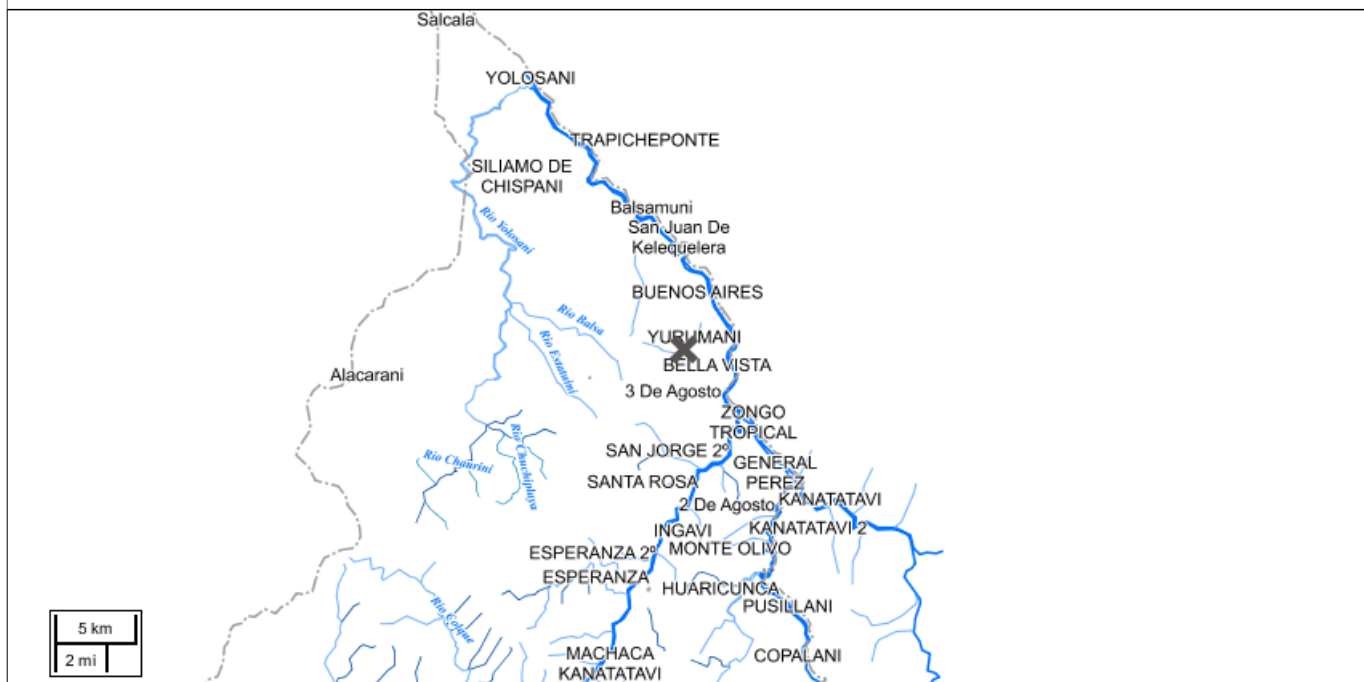 Salcala
YOLOSANI
TRAPICHEPONTE
SILIAMO DE
CHISPANI
Balsamuni
Rio Yolosani
San Juan De
Keleqüelera
BUENOS AIRES
Rio Balsa
YURUMANI
Rio Estatuini
BELLA VISTA
Alacarani
3 De Agosto
ZONGO
TROPICAL
SAN JORGE 2º
Rio Chaurini
Rio Chuchiplaya
GENERAL
PEREZ
SANTA ROSA
KANATATAVI
2 De Agosto
INGAVI
KANATATAVI 2
MONTE OLIVO
ESPERANZA 2º
ESPERANZA
HUARICUNCA
PUSILLANI
Rio Colque
5 km
2 mi
MACHACA
KANATATAVI
COPALANI